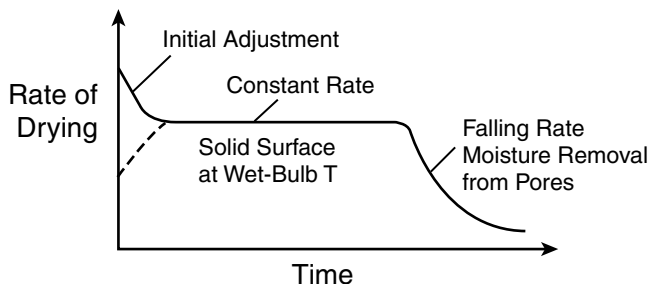 Initial Adjustment
Rate of
Drying
Constant Rate
Solid Surface
at Wet-Bulb T
Falling Rate
Moisture Removal
from Pores
Time